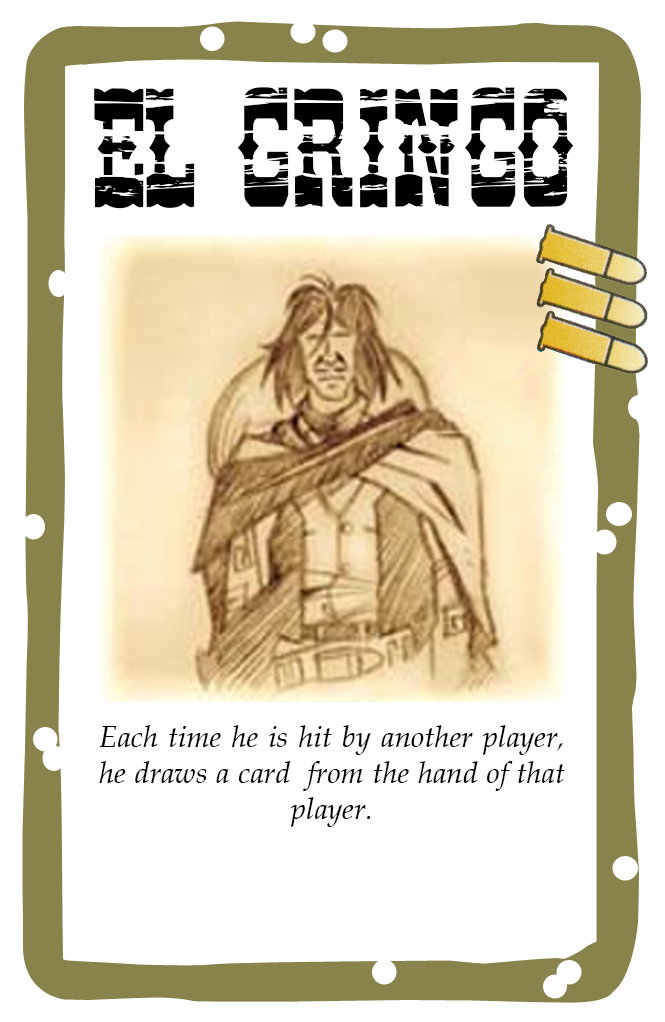 EL GRINGO
Each time he is hit by another player,
he draws a card from the hand of that
player.